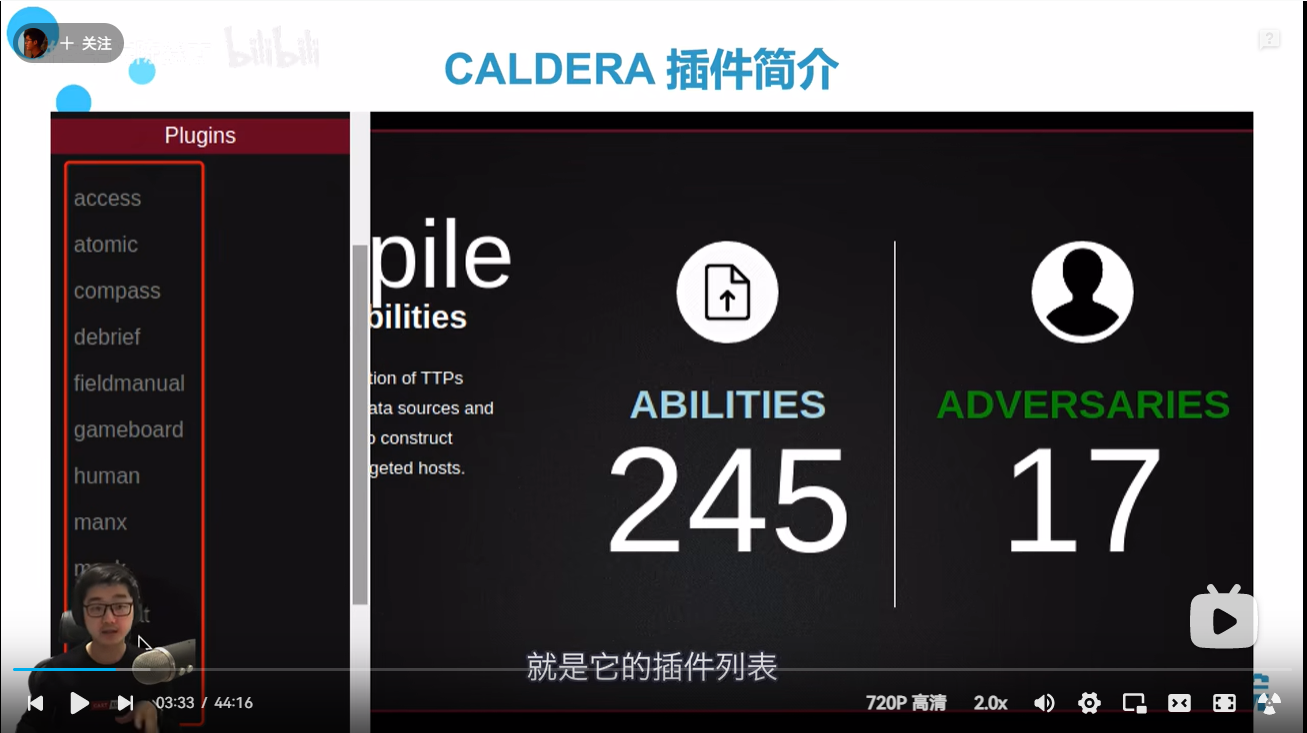 关注
bilibili
CALDERA 插件简介
Plugins
access
atomic
compass
debrief
fieldmanual
gameboard
human
manx
pile
bilities
tion of TTPs
ata sources and
o construct
geted hosts.
ABILITIES
245
ADVERSARIES
17
就是它的插件列表
03:33 / 44:16
720P 高清
2.0x